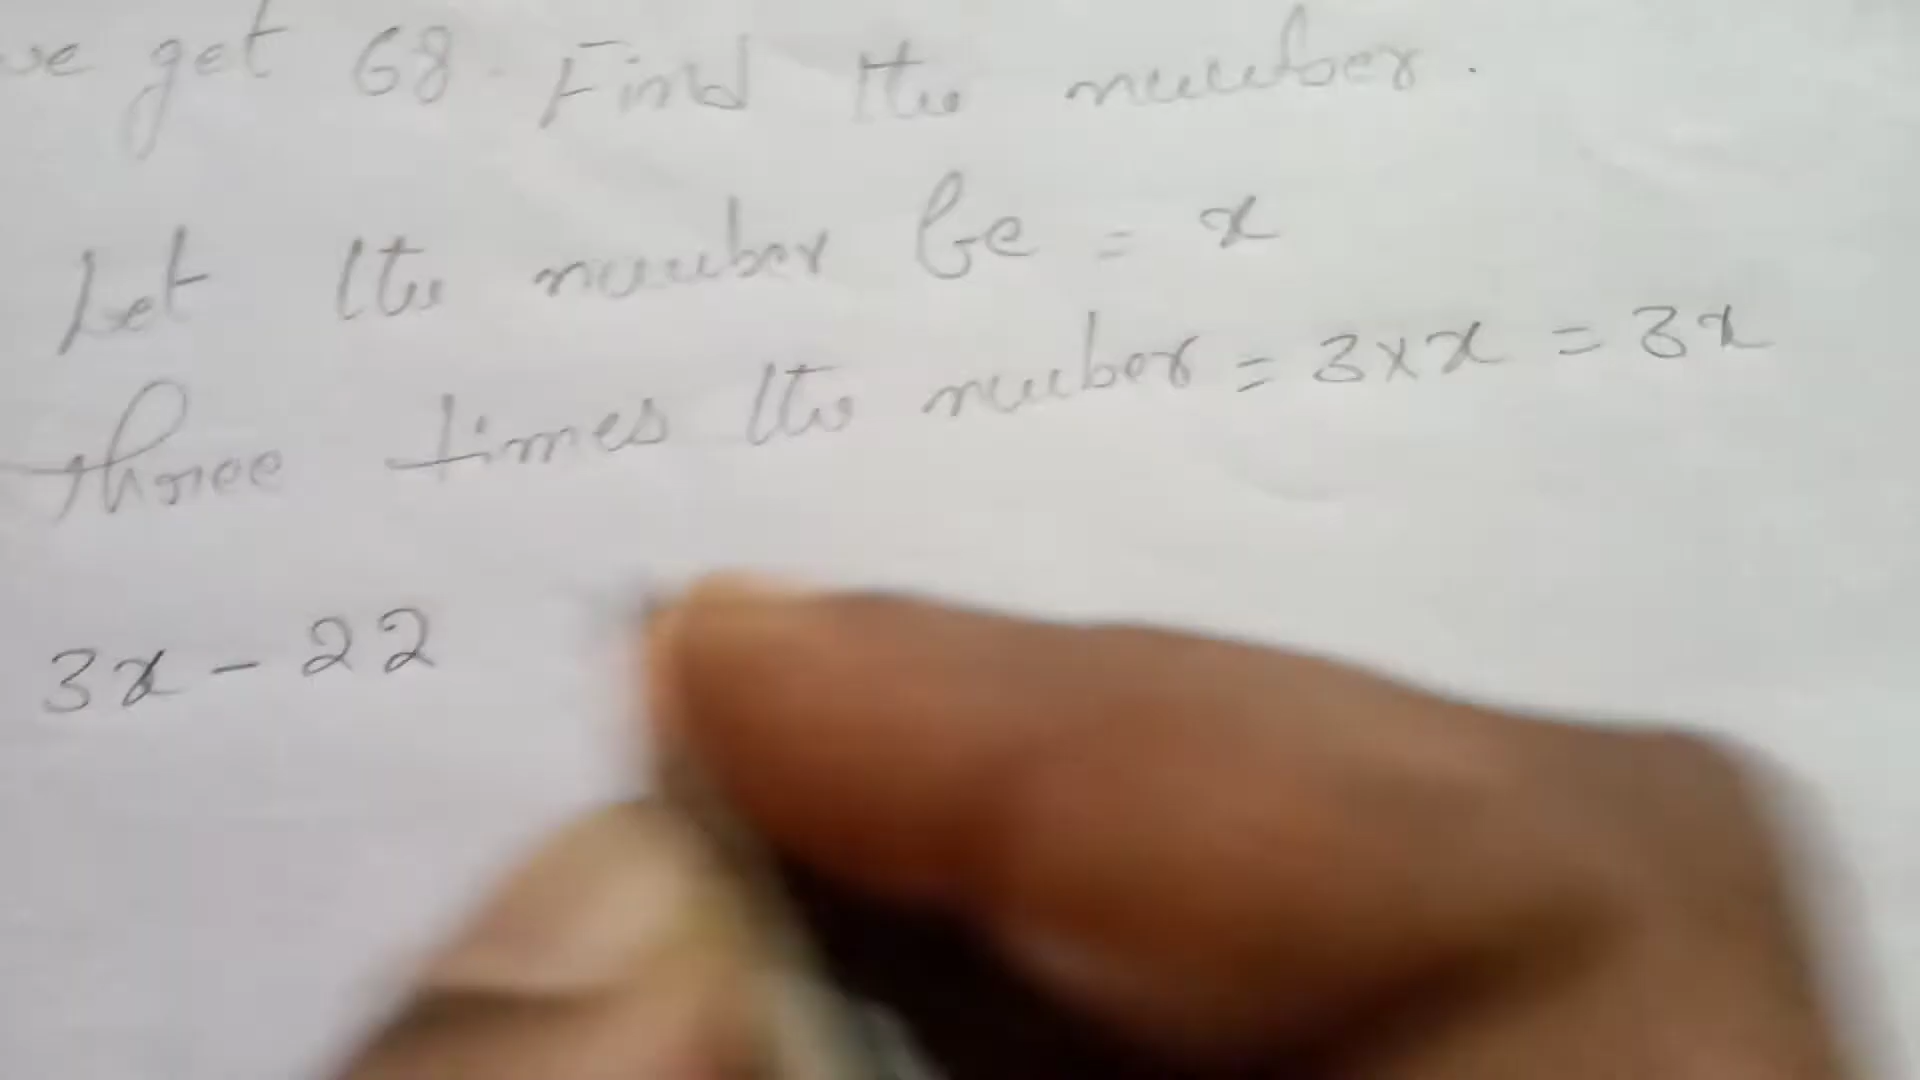 we get 68. Find the number.
Let the number be = x
three times the number = 3×x = 3x
3x - 22